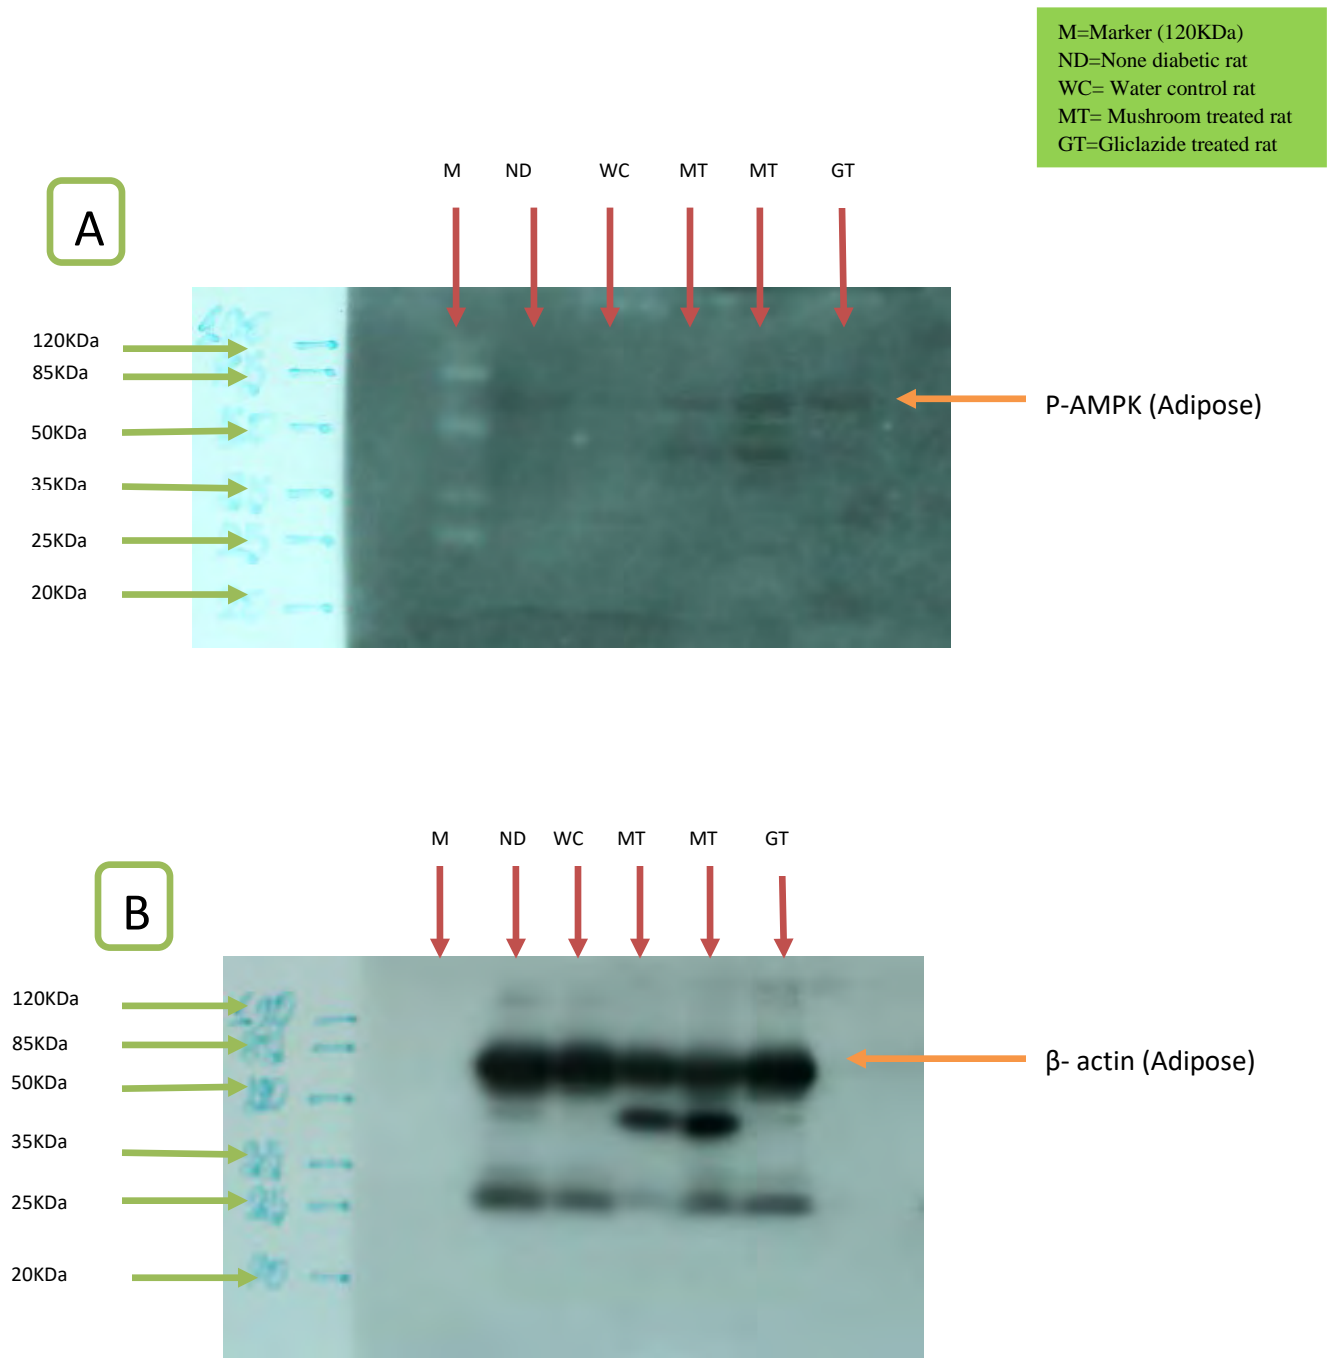 M=Marker (120KDa)
ND=None diabetic rat
WC= Water control rat
MT= Mushroom treated rat
GT=Gliclazide treated rat
M ND WC MT MT GT
A
120KDa
85KDa
50KDa
35KDa
25KDa
20KDa
P-AMPK (Adipose)
M ND WC MT MT GT
B
120KDa
85KDa
50KDa
35KDa
25KDa
20KDa
β- actin (Adipose)